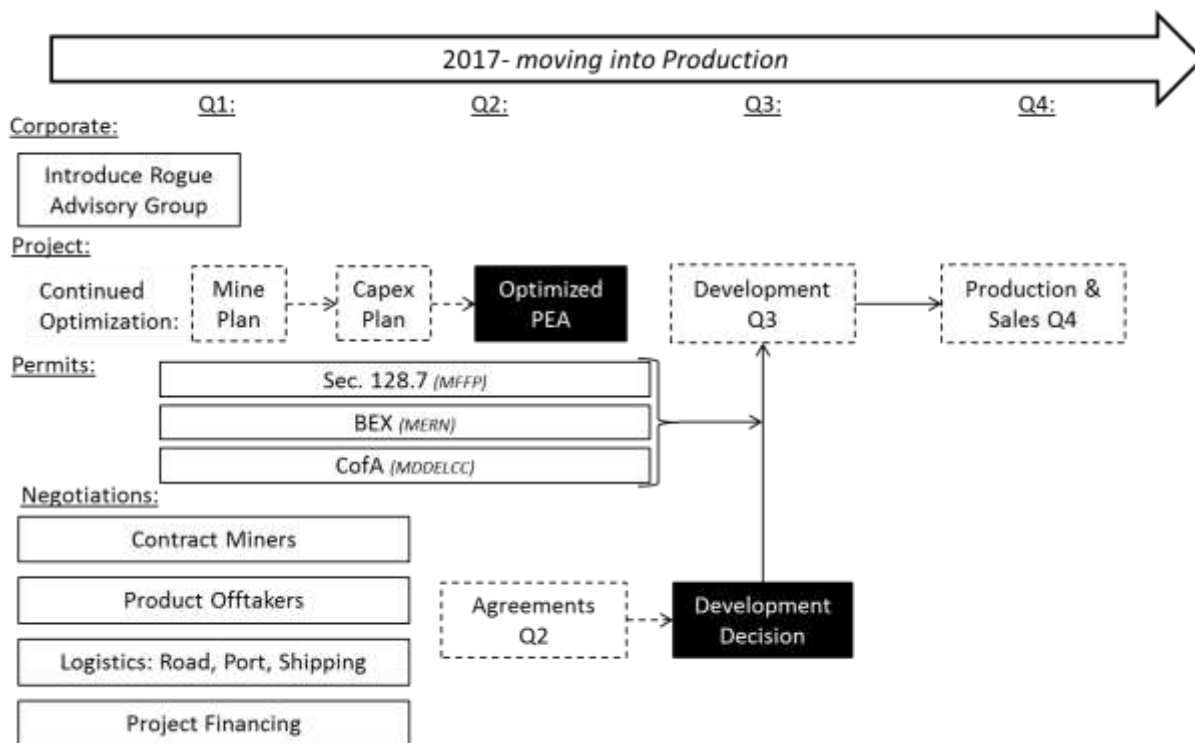 2017- moving into Production
Q1: Q2: Q3: Q4:
Corporate:
Introduce Rogue
Advisory Group
Project:
Continued
Optimization:
Mine
Plan
Capex
Plan
Optimized
PEA
Development
Q3
Production &
Sales Q4
Permits:
Sec. 128.7 (MFFP)
BEX (MERN)
CofA (MDDELCC)
Negotiations:
Contract Miners
Product Offtakers
Logistics: Road, Port, Shipping
Project Financing
Agreements
Q2
Development
Decision